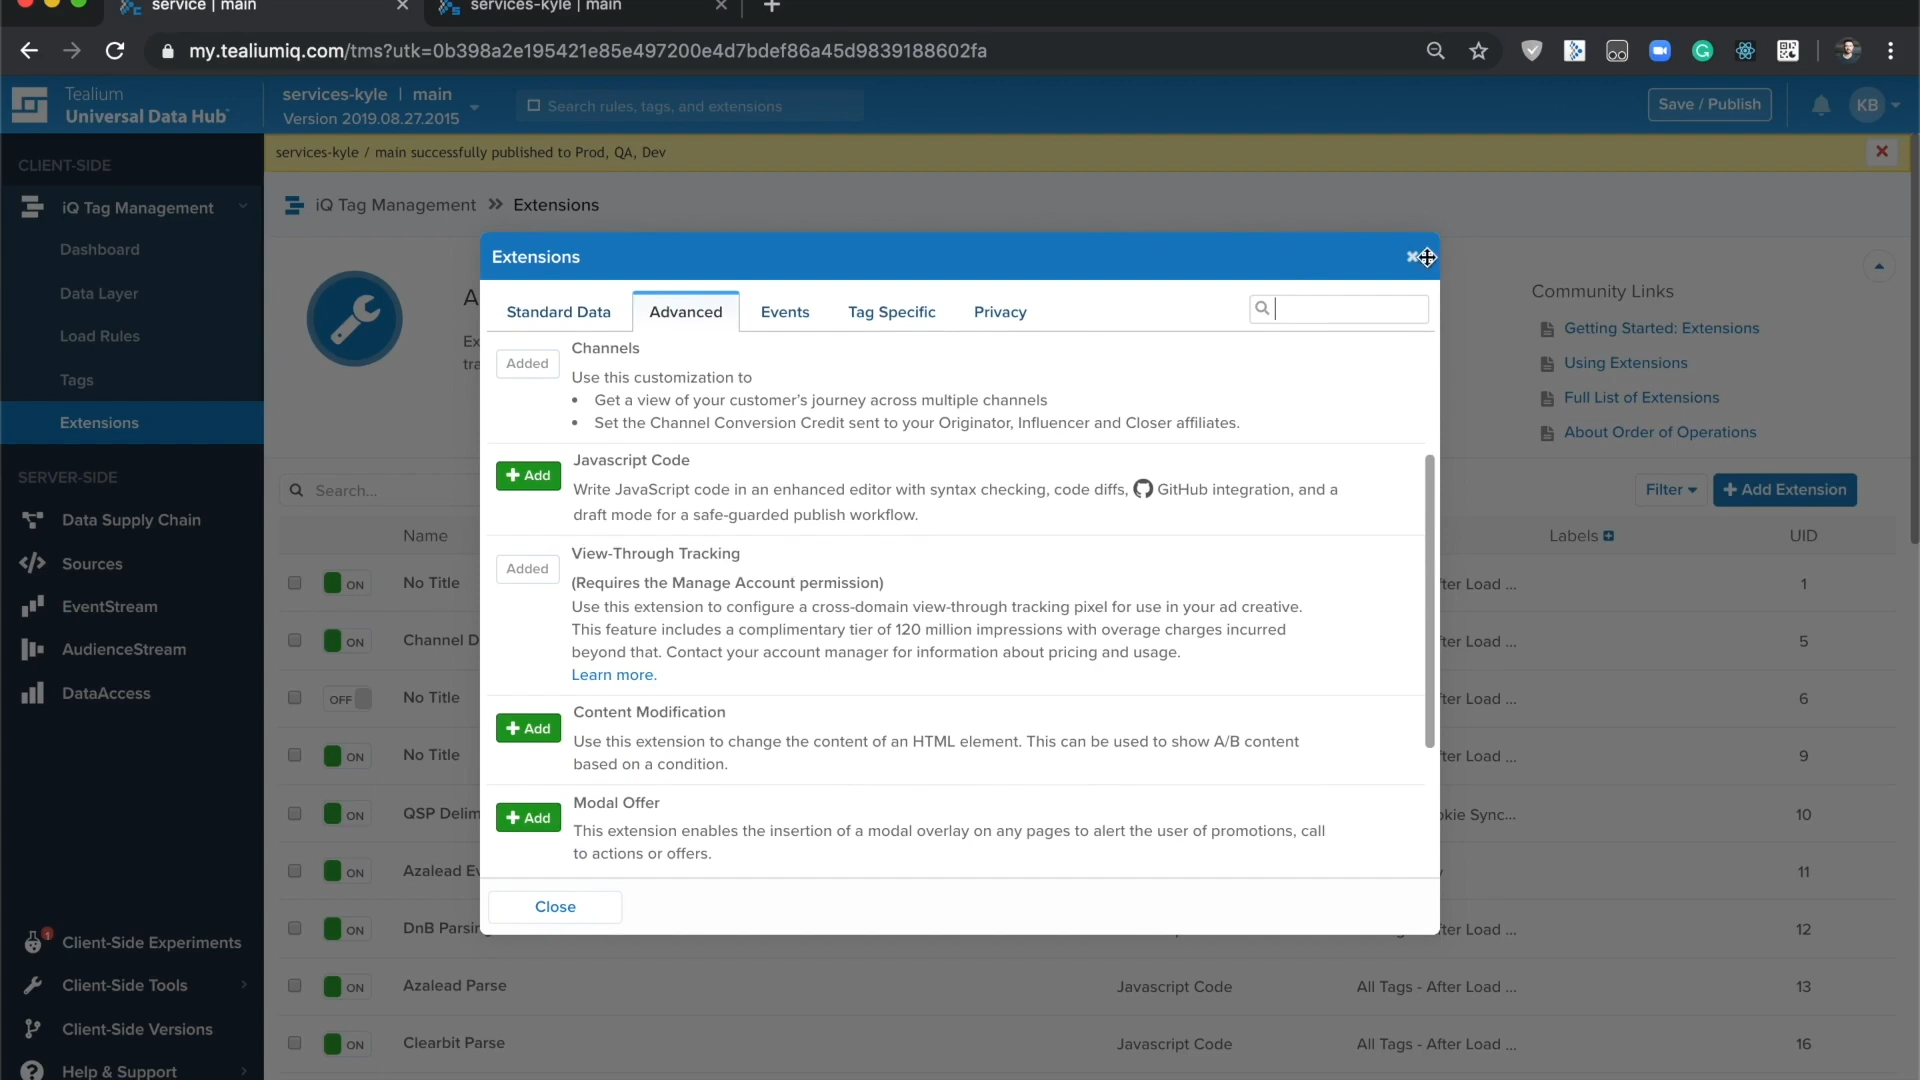 service | main
services-kyle | main
my.tealiumiq.com/tms?utk=0b398a2e195421e85e497200e4d7bdef86a45d9839188602fa
Tealium
Universal Data Hub
services-kyle | main
Version 2019.08.27.2015
Search rules, tags, and extensions
Save / Publish
KB
services-kyle / main successfully published to Prod, QA, Dev
CLIENT-SIDE
iQ Tag Management
Dashboard
Data Layer
Load Rules
Tags
Extensions
SERVER-SIDE
Data Supply Chain
Sources
EventStream
AudienceStream
DataAccess
1
Client-Side Experiments
Client-Side Tools
Client-Side Versions
Help & Support
iQ Tag Management » Extensions
A
Ex
tra
Community Links
Getting Started: Extensions
Using Extensions
Full List of Extensions
About Order of Operations
Search...
Filter
+ Add Extension
Name
Labels
UID
ON No Title ter Load ... 1
ON Channel D ter Load ... 5
OFF No Title ter Load ... 6
ON No Title ter Load ... 9
ON QSP Delim okie Sync... 10
ON Azalead Ev 11
ON DnB Parsin ter Load ... 12
ON Azalead Parse Javascript Code All Tags - After Load ... 13
ON Clearbit Parse Javascript Code All Tags - After Load ... 16
Extensions
Standard Data
Advanced
Events
Tag Specific
Privacy
Added
Channels
Use this customization to
• Get a view of your customer's journey across multiple channels
• Set the Channel Conversion Credit sent to your Originator, Influencer and Closer affiliates.
+ Add
Javascript Code
Write JavaScript code in an enhanced editor with syntax checking, code diffs, GitHub integration, and a
draft mode for a safe-guarded publish workflow.
Added
View-Through Tracking
(Requires the Manage Account permission)
Use this extension to configure a cross-domain view-through tracking pixel for use in your ad creative.
This feature includes a complimentary tier of 120 million impressions with overage charges incurred
beyond that. Contact your account manager for information about pricing and usage.
Learn more.
+ Add
Content Modification
Use this extension to change the content of an HTML element. This can be used to show A/B content
based on a condition.
+ Add
Modal Offer
This extension enables the insertion of a modal overlay on any pages to alert the user of promotions, call
to actions or offers.
Close